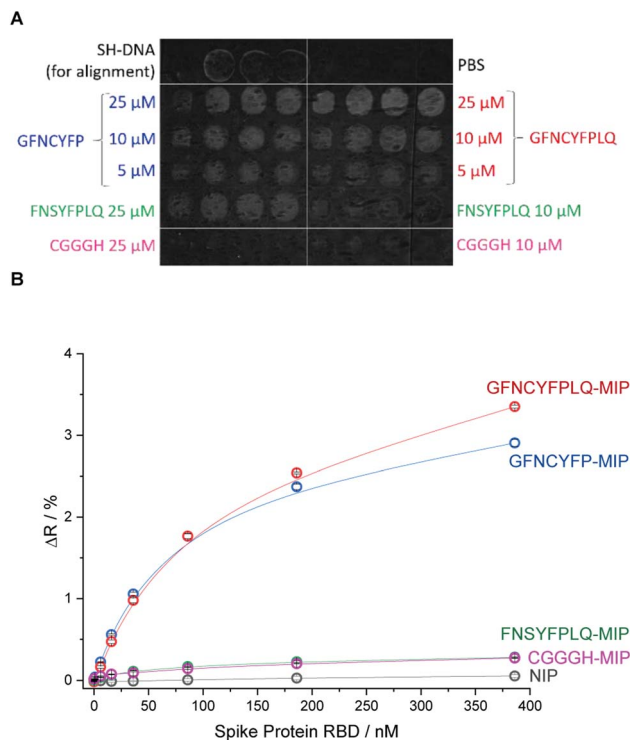 A
SH-DNA
(for alignment)
PBS
25 µM
25 µM
GFNCYFP
10 µM
10 µM
GFNCYFPLQ
5 µM
5 µM
FNSYFPLQ 25 µM
FNSYFPLQ 10 µM
CGGGH 25 µM
CGGGH 10 µM
B
4
GFNCYFPLQ-MIP
3
GFNCYFP-MIP
ΔR / %
2
1
FNSYFPLQ-MIP
CGGGH-MIP
0
NIP
0 50 100 150 200 250 300 350 400
Spike Protein RBD / nM